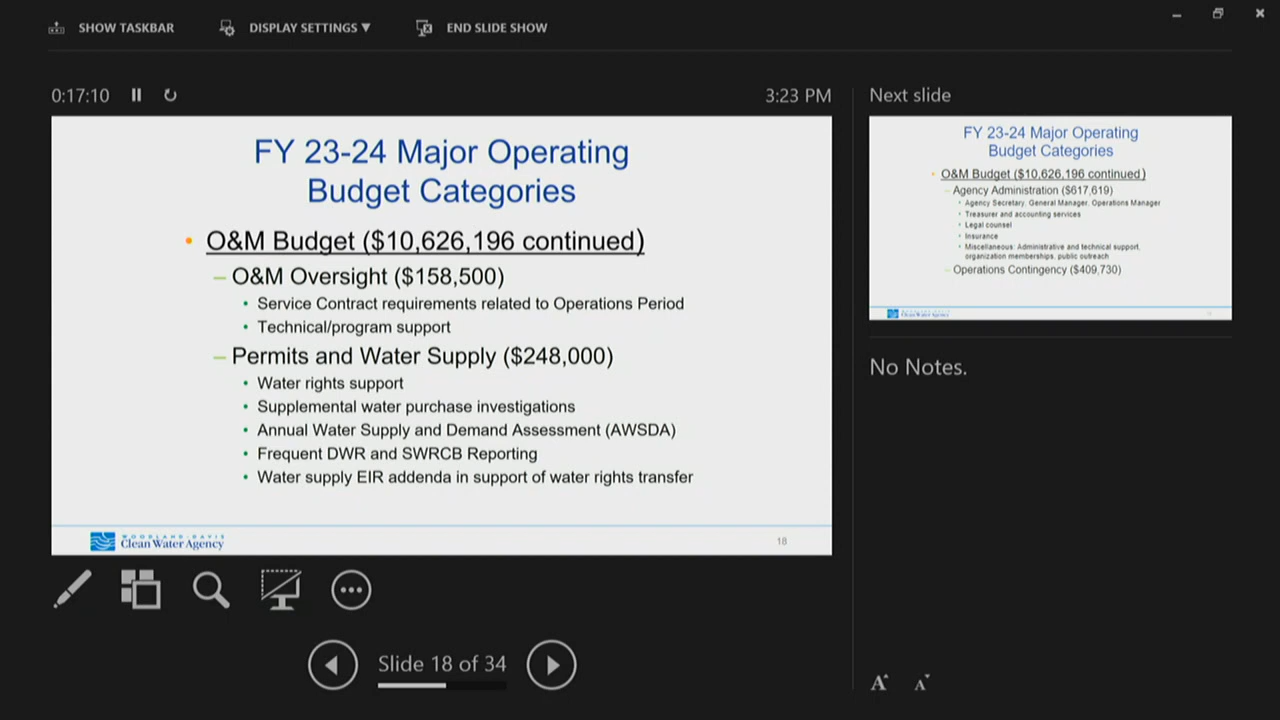 SHOW TASKBAR
DISPLAY SETTINGS ▼
END SLIDE SHOW
0:17:10
3:23 PM
FY 23-24 Major Operating
Budget Categories
• O&M Budget ($10,626,196 continued)
– O&M Oversight ($158,500)
• Service Contract requirements related to Operations Period
• Technical/program support
– Permits and Water Supply ($248,000)
• Water rights support
• Supplemental water purchase investigations
• Annual Water Supply and Demand Assessment (AWSDA)
• Frequent DWR and SWRCB Reporting
• Water supply EIR addenda in support of water rights transfer
WOODLAND-DAVIS
Clean Water Agency
18
Next slide
FY 23-24 Major Operating
Budget Categories
• O&M Budget ($10,626,196 continued)
– Agency Administration ($617,619)
• Agency Secretary, General Manager, Operations Manager
• Treasurer and accounting services
• Legal counsel
• Insurance
• Miscellaneous: Administrative and technical support,
organization memberships, public outreach
– Operations Contingency ($409,730)
Clean Water Agency
No Notes.
Slide 18 of 34
A
A